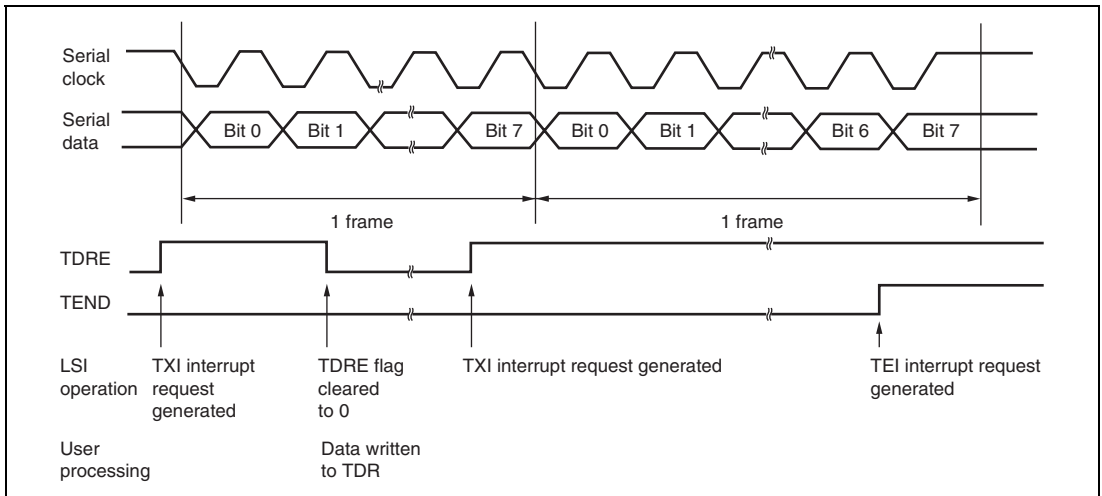 Serial
clock
Serial
data
Bit 0 Bit 1 Bit 7 Bit 0 Bit 1 Bit 6 Bit 7
1 frame 1 frame
TDRE
TEND
LSI
operation
TXI interrupt
request
generated
TDRE flag
cleared
to 0
TXI interrupt request generated
TEI interrupt request
generated
User
processing
Data written
to TDR